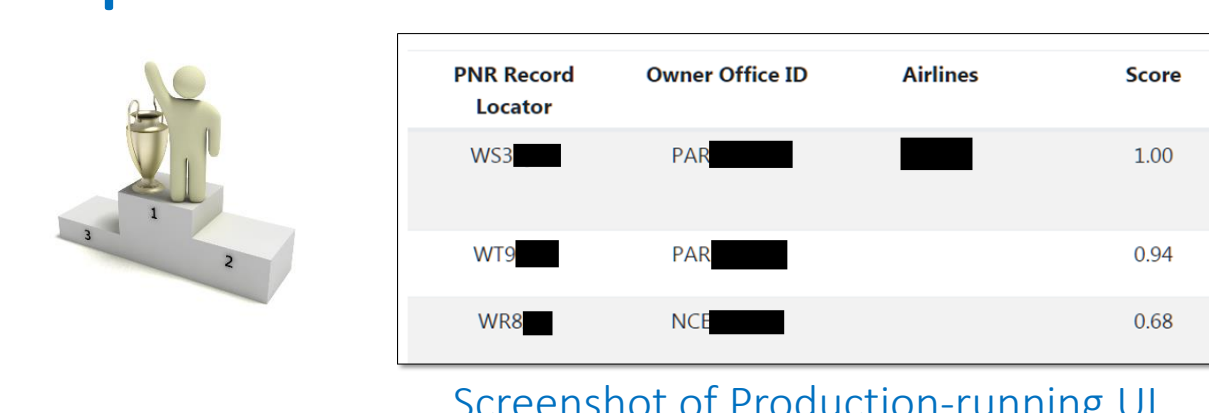 PNR Record Locator Owner Office ID Airlines Score
WS3 PAR 1.00
WT9 PAR 0.94
WR8 NCE 0.68
1
3
2
Screenshot of Production-running UI